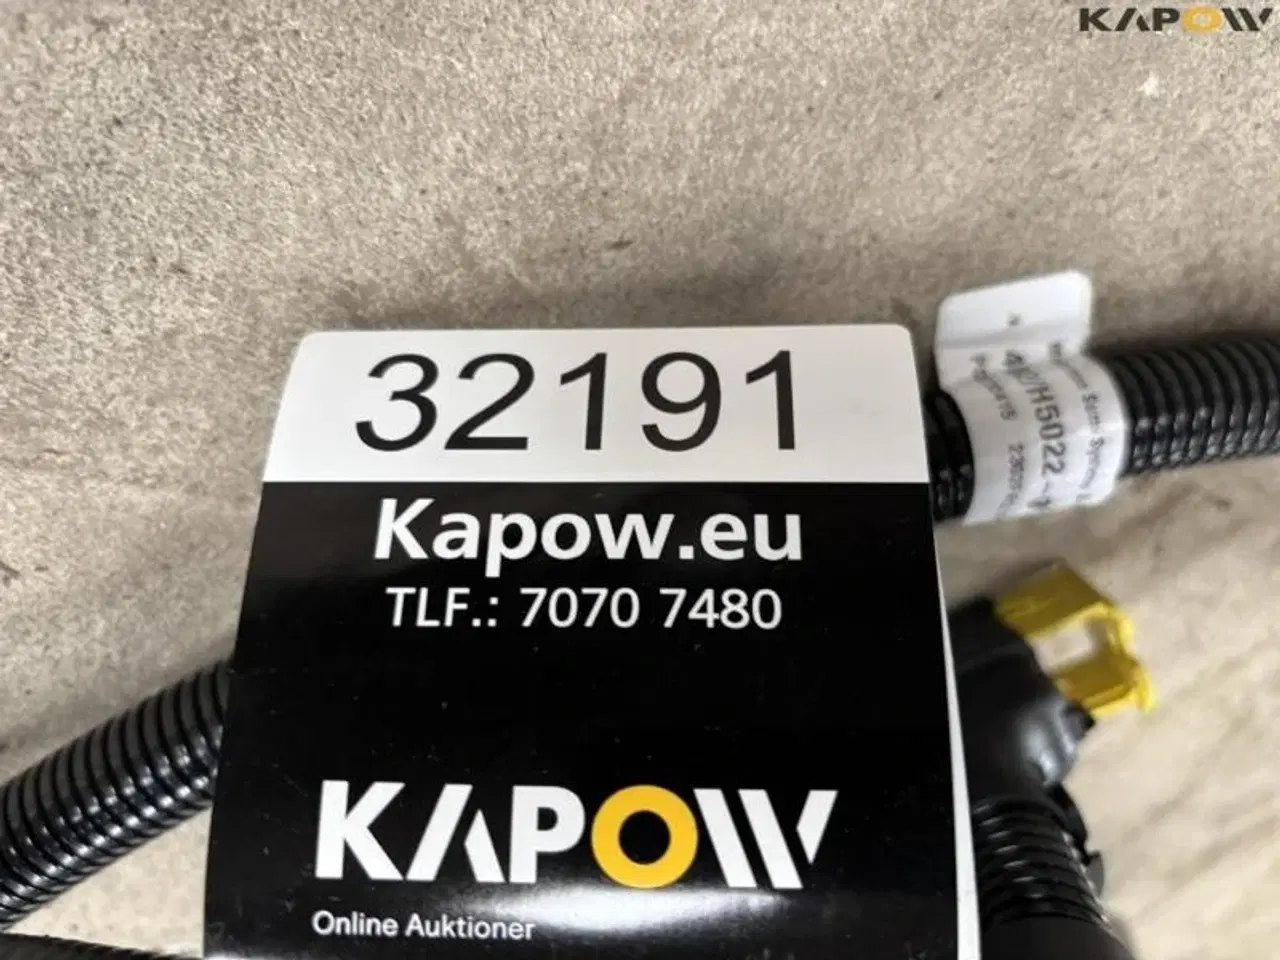 KAPOW
32191
Kapow.eu
TLF.: 7070 7480
KAPOW
Online Auktioner